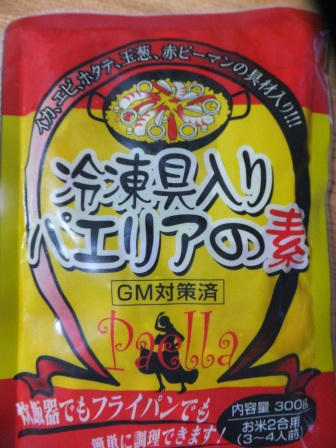 イカ、エビ、ホタテ、玉葱、赤ピーマンの具材入り!!!
冷凍具入り
パエリアの素
GM対策済
Paella
炊飯器でもフライパンでも
簡単に調理できます!
内容量 300g
お米2合用
(3〜4人前)